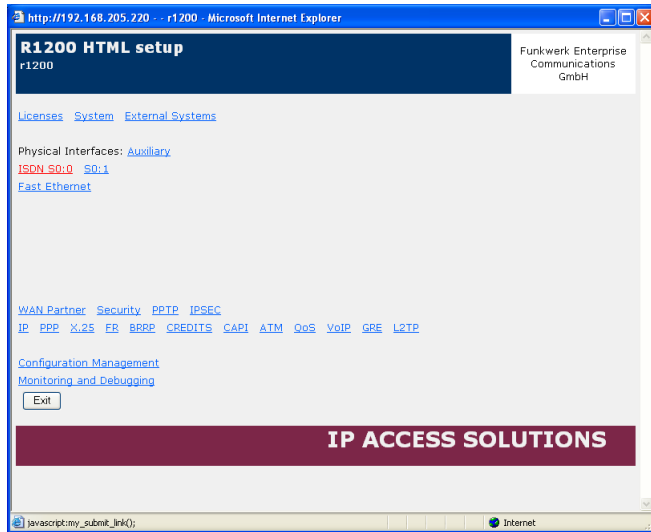 http://192.168.205.220 - - r1200 - Microsoft Internet Explorer
R1200 HTML setup
r1200
Funkwerk Enterprise
Communications
GmbH
Licenses System External Systems
Physical Interfaces: Auxiliary
ISDN S0:0 S0:1
Fast Ethernet
WAN Partner Security PPTP IPSEC
IP PPP X.25 FR BRRP CREDITS CAPI ATM QoS VoIP GRE L2TP
Configuration Management
Monitoring and Debugging
Exit
IP ACCESS SOLUTIONS
javascript:my_submit_link();
Internet